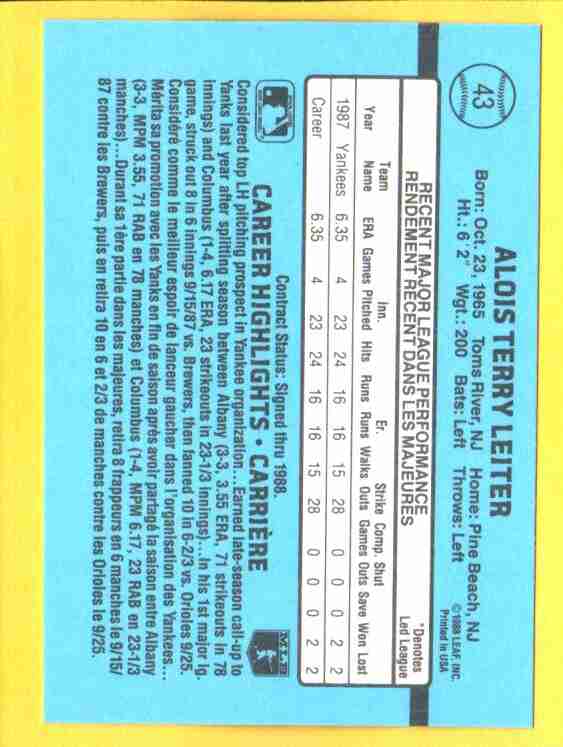 43
ALOIS TERRY LEITER
Born: Oct. 23, 1965 Toms River, NJ Home: Pine Beach, NJ
Ht.: 6' 2" Wgt.: 200 Bats: Left Throws: Left
© 1988 LEAF, INC.
Printed in USA
RECENT MAJOR LEAGUE PERFORMANCE
RENDEMENT RÉCENT DANS LES MAJEURES
*Denotes
Led League
Team Inn. Er. Strike Comp. Shut
Year Name ERA Games Pitched Hits Runs Runs Walks Outs Games Outs Save Won Lost
1987 Yankees 6.35 4 23 24 16 16 15 28 0 0 0 2 2
Career 6.35 4 23 24 16 16 15 28 0 0 0 2 2
Contract Status: Signed thru 1988.
CAREER HIGHLIGHTS • CARRIÈRE
MLB
Considered top LH pitching prospect in Yankee organization...Earned late-season call-up to
Yanks last year after splitting season between Albany (3-3, 3.55 ERA, 71 strikeouts in 78
innings) and Columbus (1-4, 6.17 ERA, 23 strikeouts in 23-1/3 innings)...In his 1st major lg.
game, struck out 8 in 6 innings 9/15/87 vs. Brewers, then fanned 10 in 6-2/3 vs. Orioles 9/25.
Considéré comme le meilleur espoir de lanceur gaucher dans l'organisation des Yankees...
Mérita sa promotion avec les Yanks en fin de saison après avoir partagé la saison entre Albany
(3-3, MPM 3.55, 71 RAB en 78 manches) et Columbus (1-4, MPM 6.17, 23 RAB en 23-1/3
manches)...Durant sa 1ère partie dans les majeures, retira 8 frappeurs en 6 manches le 9/15/
87 contre les Brewers, puis en retira 10 en 6 et 2/3 de manches contre les Orioles le 9/25.